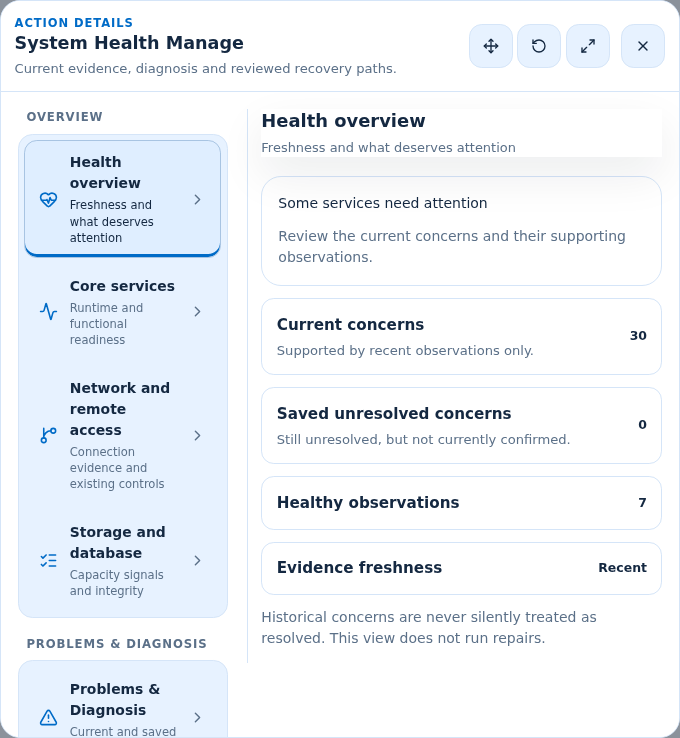 ACTION DETAILS
System Health Manage
Current evidence, diagnosis and reviewed recovery paths.
OVERVIEW
Health
overview
Freshness and
what deserves
attention
Core services
Runtime and
functional
readiness
Network and
remote
access
Connection
evidence and
existing controls
Storage and
database
Capacity signals
and integrity
PROBLEMS & DIAGNOSIS
Problems &
Diagnosis
Current and saved
Health overview
Freshness and what deserves attention
Some services need attention
Review the current concerns and their supporting
observations.
Current concerns
Supported by recent observations only.
30
Saved unresolved concerns
Still unresolved, but not currently confirmed.
0
Healthy observations
7
Evidence freshness
Recent
Historical concerns are never silently treated as
resolved. This view does not run repairs.